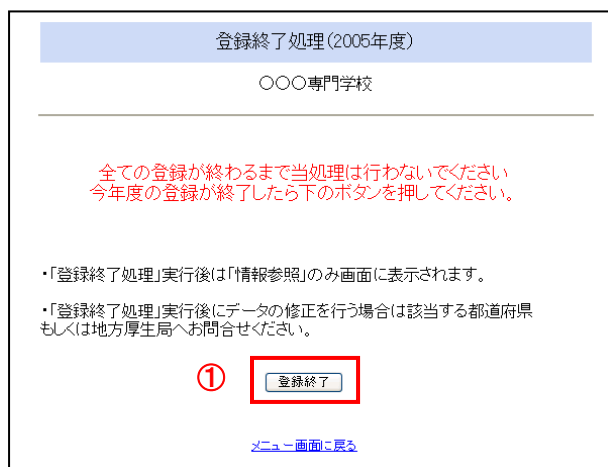 登録終了処理(2005年度)
○○○専門学校
全ての登録が終わるまで当処理は行わないでください
今年度の登録が終了したら下のボタンを押してください。
・「登録終了処理」実行後は「情報参照」のみ画面に表示されます。
・「登録終了処理」実行後にデータの修正を行う場合は該当する都道府県
もしくは地方厚生局へお問合せください。
① 登録終了
メニュー画面に戻る